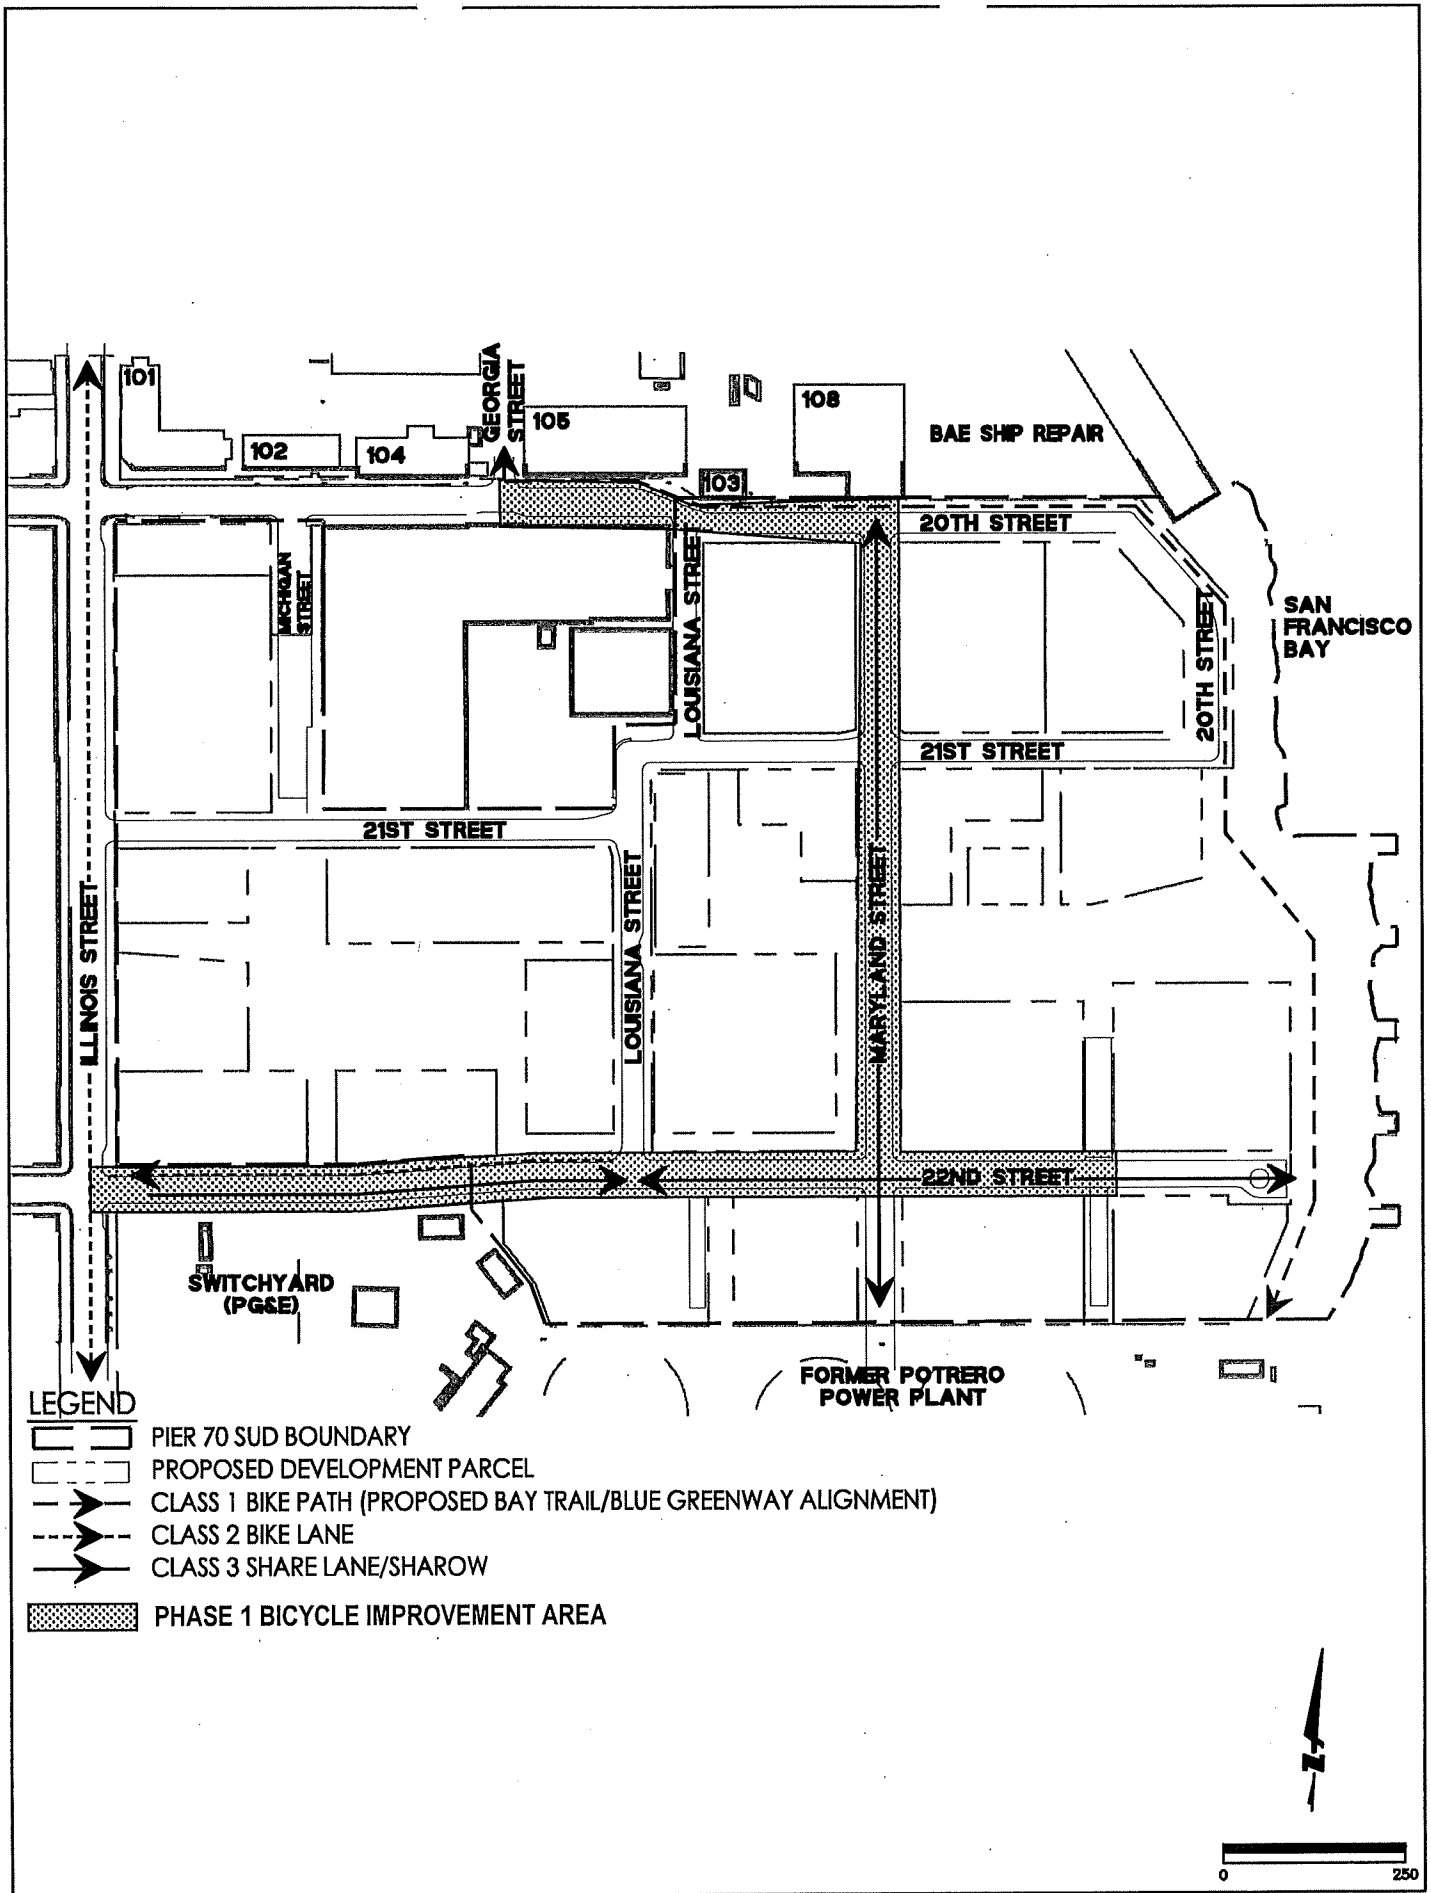 GEORGIA
STREET
101
102
104
105
103
108
BAE SHIP REPAIR
20TH STREET
MICHIGAN
STREET
LOUISIANA STREET
20TH STREET
SAN
FRANCISCO
BAY
21ST STREET
21ST STREET
ILLINOIS STREET
LOUISIANA STREET
MARYLAND STREET
22ND STREET
SWITCHYARD
(PG&E)
FORMER POTRERO
POWER PLANT
LEGEND
PIER 70 SUD BOUNDARY
PROPOSED DEVELOPMENT PARCEL
CLASS 1 BIKE PATH (PROPOSED BAY TRAIL/BLUE GREENWAY ALIGNMENT)
CLASS 2 BIKE LANE
CLASS 3 SHARE LANE/SHAROW
PHASE 1 BICYCLE IMPROVEMENT AREA
N
0 250